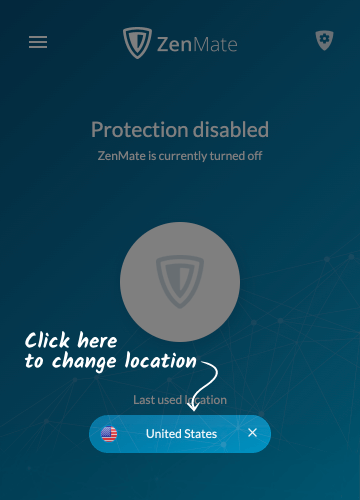 ZenMate
Protection disabled
ZenMate is currently turned off
Click here
to change location
Last used location
United States